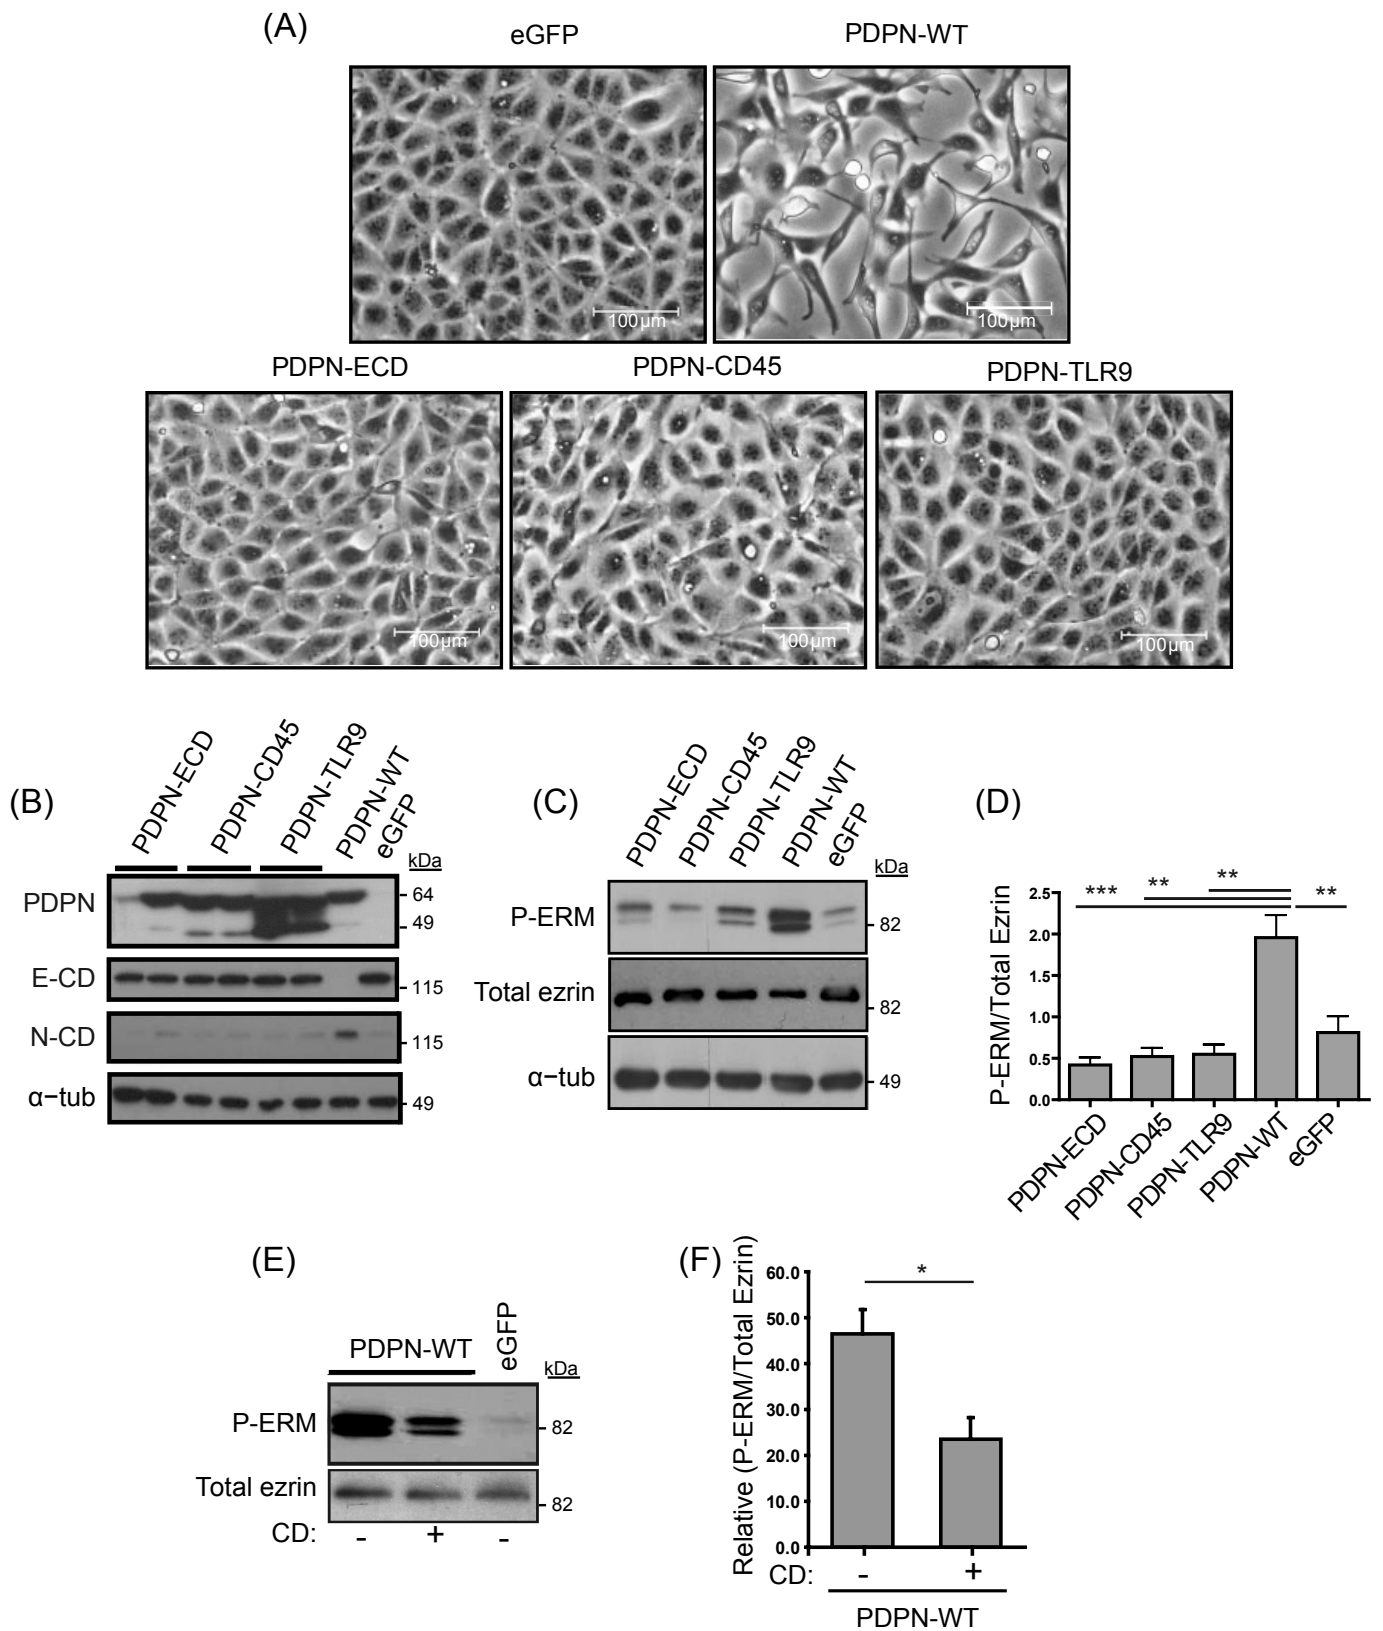 (A)
eGFP
PDPN-WT
100µm
100µm
PDPN-ECD
PDPN-CD45
PDPN-TLR9
100µm
100µm
100µm
(B)
PDPN-ECD
PDPN-CD45
PDPN-TLR9
PDPN-WT
eGFP
kDa
PDPN
64
49
E-CD
115
N-CD
115
α-tub
49
(C)
PDPN-ECD
PDPN-CD45
PDPN-TLR9
PDPN-WT
eGFP
kDa
P-ERM
82
Total ezrin
82
α-tub
49
(D)
P-ERM/Total Ezrin
2.5
2.0
1.5
1.0
0.5
0.0
***
**
**
**
PDPN-ECD
PDPN-CD45
PDPN-TLR9
PDPN-WT
eGFP
(E)
PDPN-WT
eGFP
kDa
P-ERM
82
Total ezrin
82
CD: - + -
(F)
Relative (P-ERM/Total Ezrin)
60.0
50.0
40.0
30.0
20.0
10.0
0.0
*
CD: - +
PDPN-WT